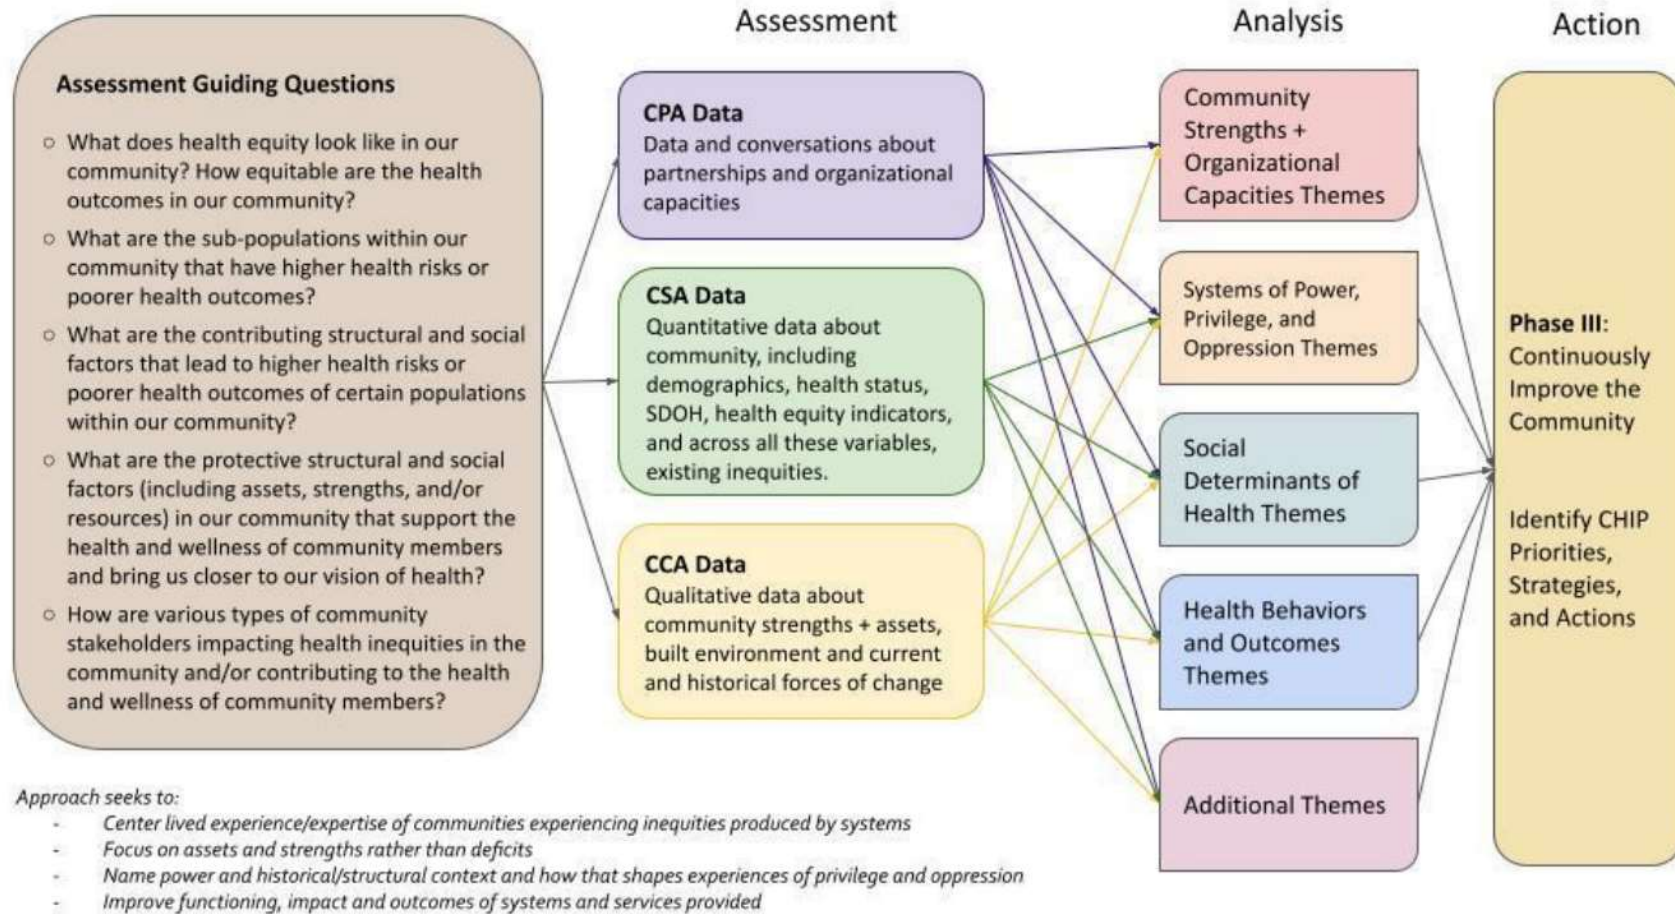 Assessment
Analysis
Action
Assessment Guiding Questions
○ What does health equity look like in our
community? How equitable are the health
outcomes in our community?
○ What are the sub-populations within our
community that have higher health risks or
poorer health outcomes?
○ What are the contributing structural and social
factors that lead to higher health risks or
poorer health outcomes of certain populations
within our community?
○ What are the protective structural and social
factors (including assets, strengths, and/or
resources) in our community that support the
health and wellness of community members
and bring us closer to our vision of health?
○ How are various types of community
stakeholders impacting health inequities in the
community and/or contributing to the health
and wellness of community members?
CPA Data
Data and conversations about
partnerships and organizational
capacities
CSA Data
Quantitative data about
community, including
demographics, health status,
SDOH, health equity indicators,
and across all these variables,
existing inequities.
CCA Data
Qualitative data about
community strengths + assets,
built environment and current
and historical forces of change
Community
Strengths +
Organizational
Capacities Themes
Systems of Power,
Privilege, and
Oppression Themes
Social
Determinants of
Health Themes
Health Behaviors
and Outcomes
Themes
Additional Themes
Phase III:
Continuously
Improve the
Community
Identify CHIP
Priorities,
Strategies,
and Actions
Approach seeks to:
- Center lived experience/expertise of communities experiencing inequities produced by systems
- Focus on assets and strengths rather than deficits
- Name power and historical/structural context and how that shapes experiences of privilege and oppression
- Improve functioning, impact and outcomes of systems and services provided